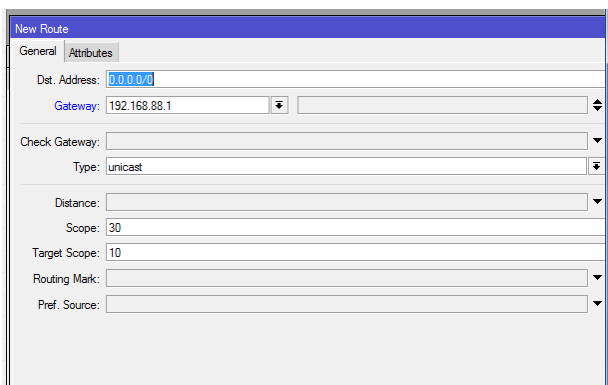 New Route
General Attributes
Dst. Address: 0.0.0.0/0
Gateway: 192.168.88.1
Check Gateway:
Type: unicast
Distance:
Scope: 30
Target Scope: 10
Routing Mark:
Pref. Source: